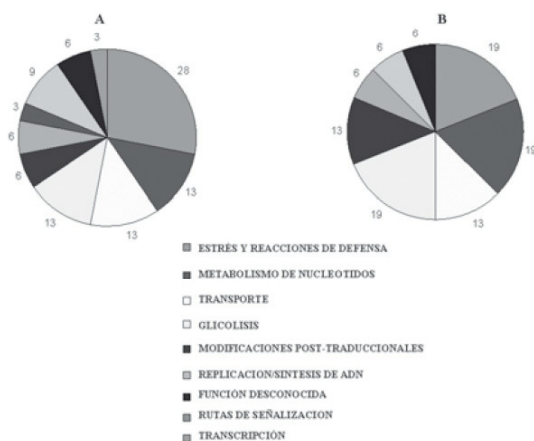 A
B
28
13
13
13
6
6
3
9
6
3
19
19
13
19
13
6
6
6
ESTRÉS Y REACCIONES DE DEFENSA
METABOLISMO DE NUCLEOTIDOS
TRANSPORTE
GLICOLISIS
MODIFICACIONES POST-TRADUCCIONALES
REPLICACION/SINTESIS DE ADN
FUNCIÓN DESCONOCIDA
RUTAS DE SEÑALIZACION
TRANSCRIPCIÓN